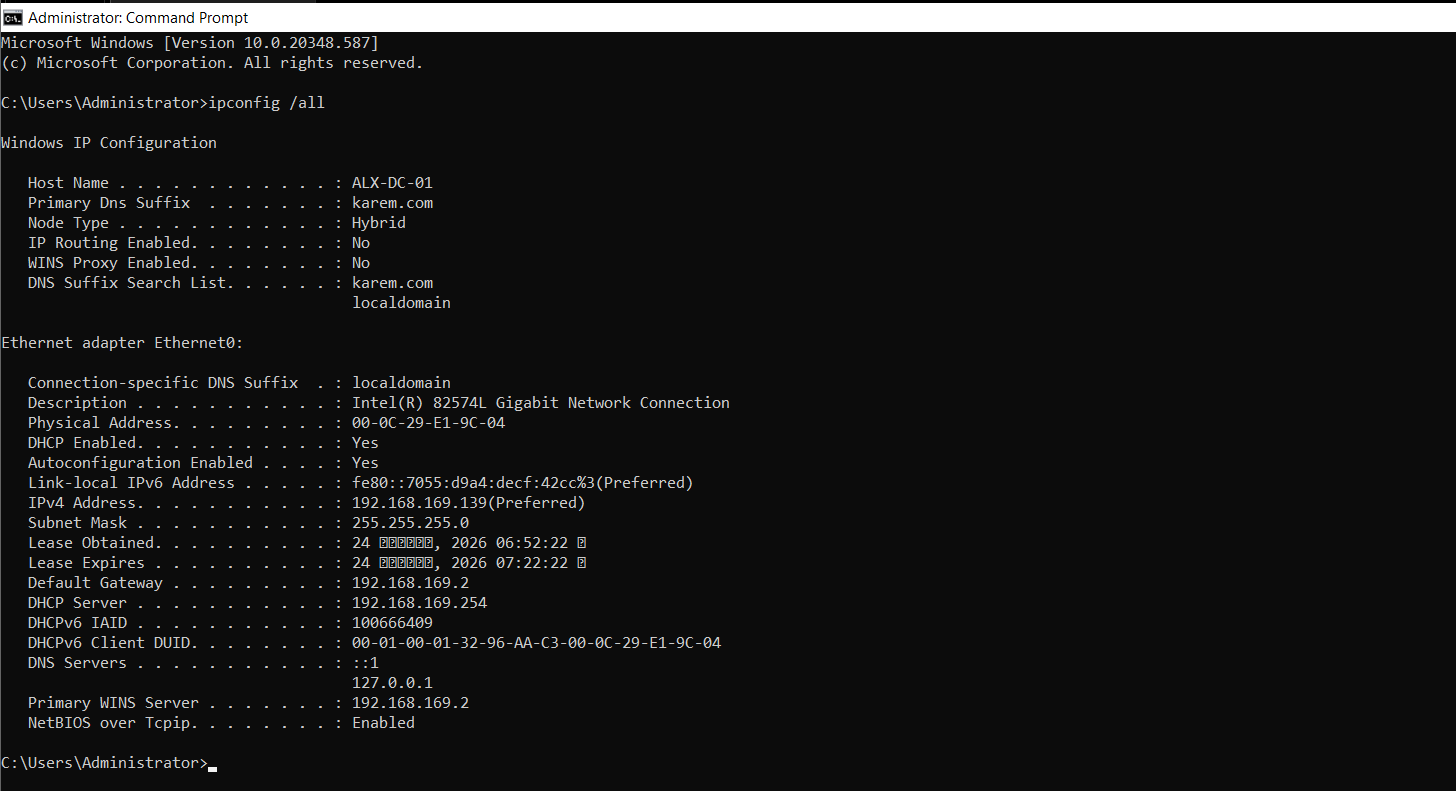 Administrator: Command Prompt
Microsoft Windows [Version 10.0.20348.587]
(c) Microsoft Corporation. All rights reserved.
C:\Users\Administrator>ipconfig /all
Windows IP Configuration
Host Name . . . . . . . . . . . . : ALX-DC-01
Primary Dns Suffix  . . . . . . . : karem.com
Node Type . . . . . . . . . . . . : Hybrid
IP Routing Enabled. . . . . . . . : No
WINS Proxy Enabled. . . . . . . . : No
DNS Suffix Search List. . . . . . : karem.com
localdomain
Ethernet adapter Ethernet0:
Connection-specific DNS Suffix  . : localdomain
Description . . . . . . . . . . . : Intel(R) 82574L Gigabit Network Connection
Physical Address. . . . . . . . . : 00-0C-29-E1-9C-04
DHCP Enabled. . . . . . . . . . . : Yes
Autoconfiguration Enabled . . . . : Yes
Link-local IPv6 Address . . . . . : fe80::7055:d9a4:decf:42cc%3(Preferred)
IPv4 Address. . . . . . . . . . . : 192.168.169.139(Preferred)
Subnet Mask . . . . . . . . . . . : 255.255.255.0
Lease Obtained. . . . . . . . . . : 24 , 2026 06:52:22
Lease Expires . . . . . . . . . . : 24 , 2026 07:22:22
Default Gateway . . . . . . . . . : 192.168.169.2
DHCP Server . . . . . . . . . . . : 192.168.169.254
DHCPv6 IAID . . . . . . . . . . . : 100666409
DHCPv6 Client DUID. . . . . . . . : 00-01-00-01-32-96-AA-C3-00-0C-29-E1-9C-04
DNS Servers . . . . . . . . . . . : ::1
127.0.0.1
Primary WINS Server . . . . . . . : 192.168.169.2
NetBIOS over Tcpip. . . . . . . . : Enabled
C:\Users\Administrator>